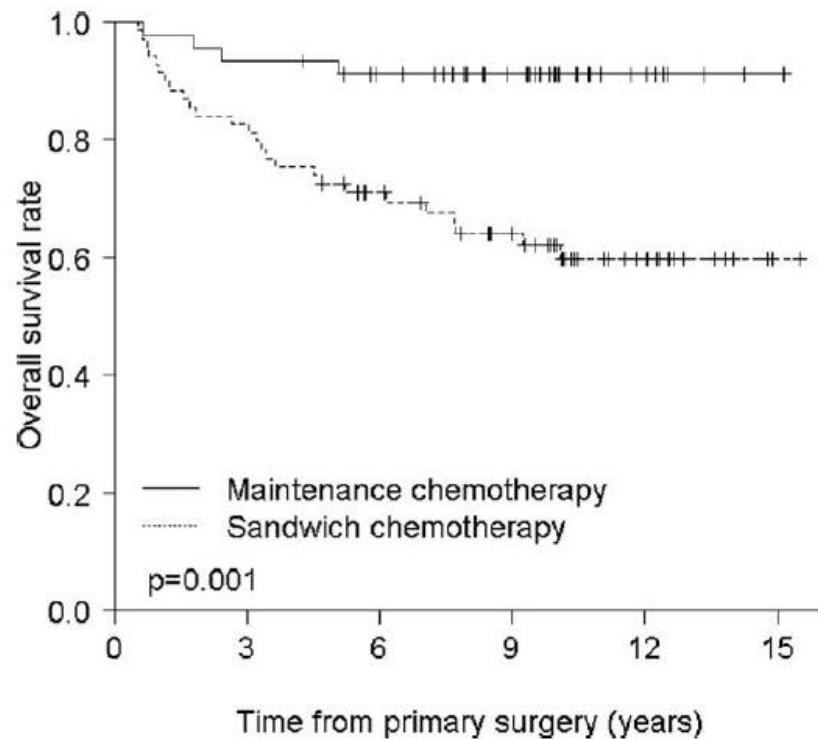 1.0
0.8
0.6
0.4
0.2
0.0
Overall survival rate
Maintenance chemotherapy
Sandwich chemotherapy
p=0.001
0 3 6 9 12 15
Time from primary surgery (years)